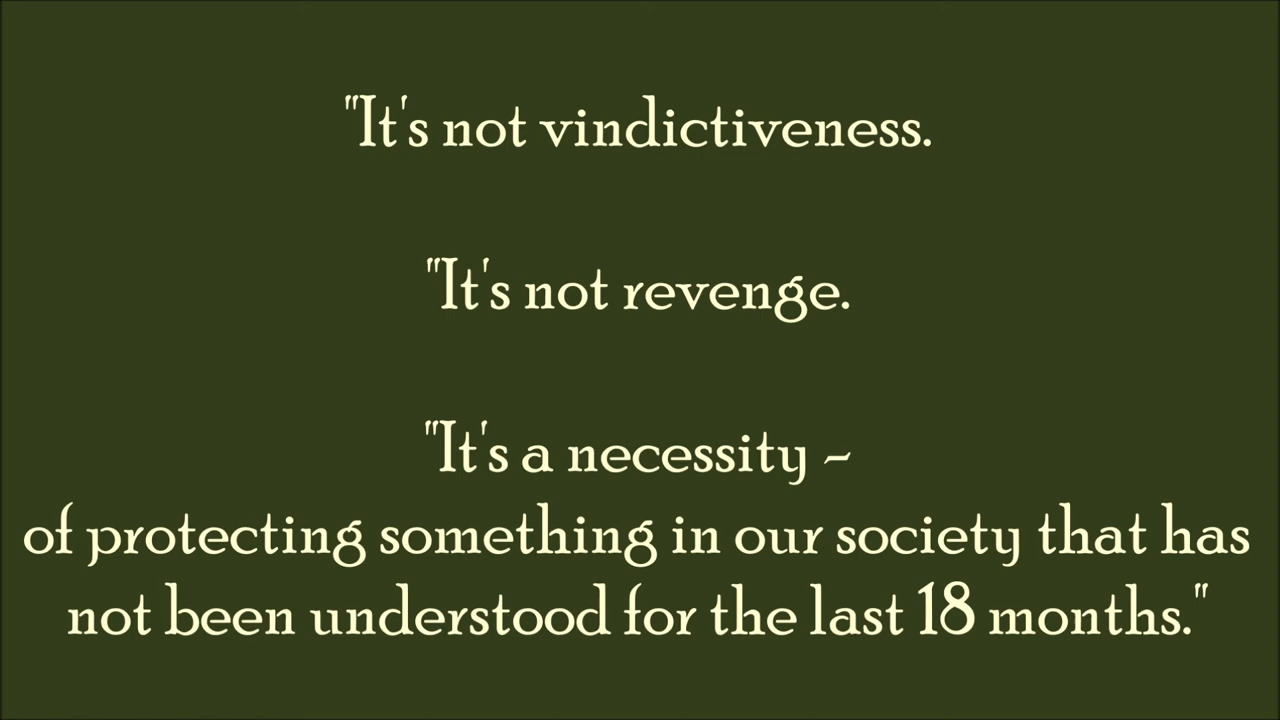 "It's not vindictiveness.
"It's not revenge.
"It's a necessity –
of protecting something in our society that has
not been understood for the last 18 months."